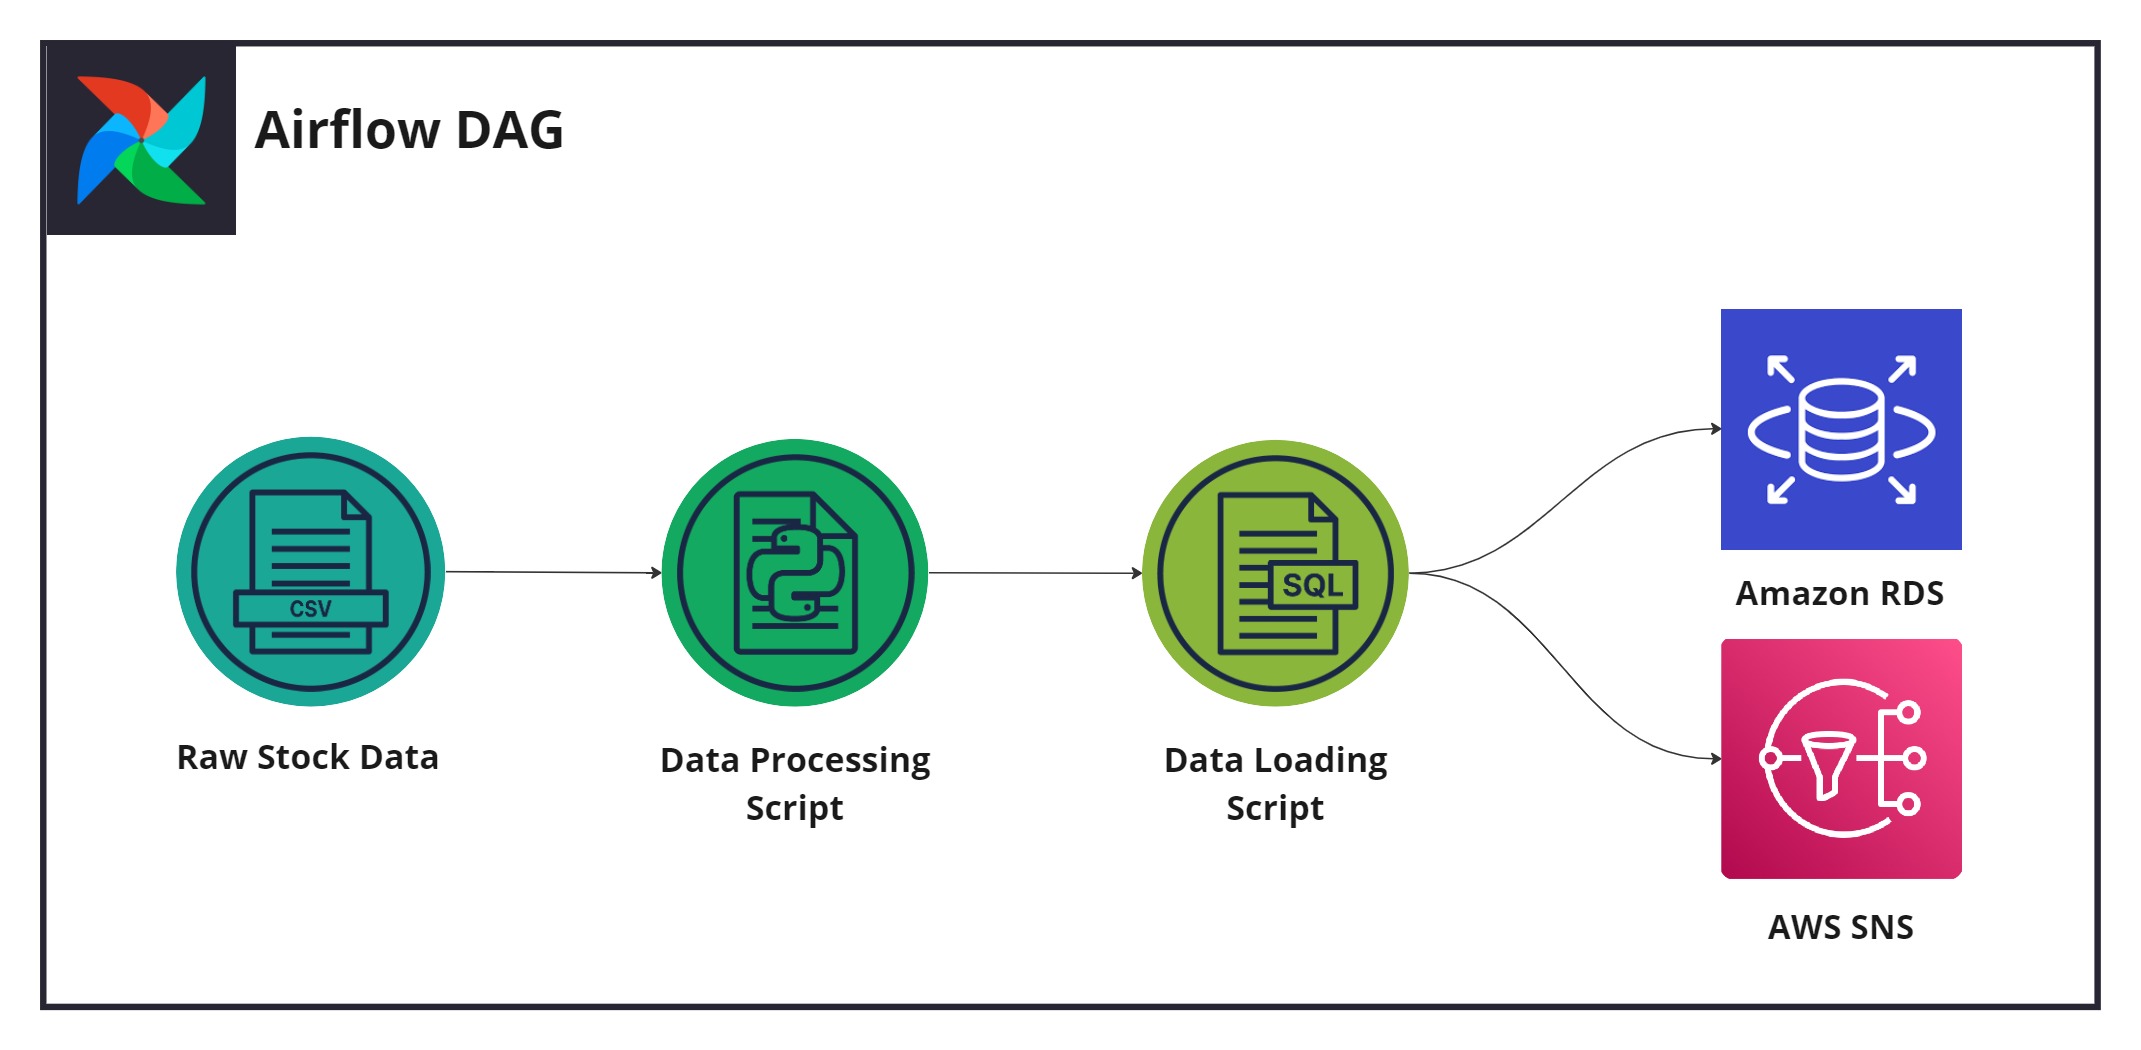 Airflow DAG
CSV
SQL
Amazon RDS
Raw Stock Data
Data Processing
Script
Data Loading
Script
AWS SNS